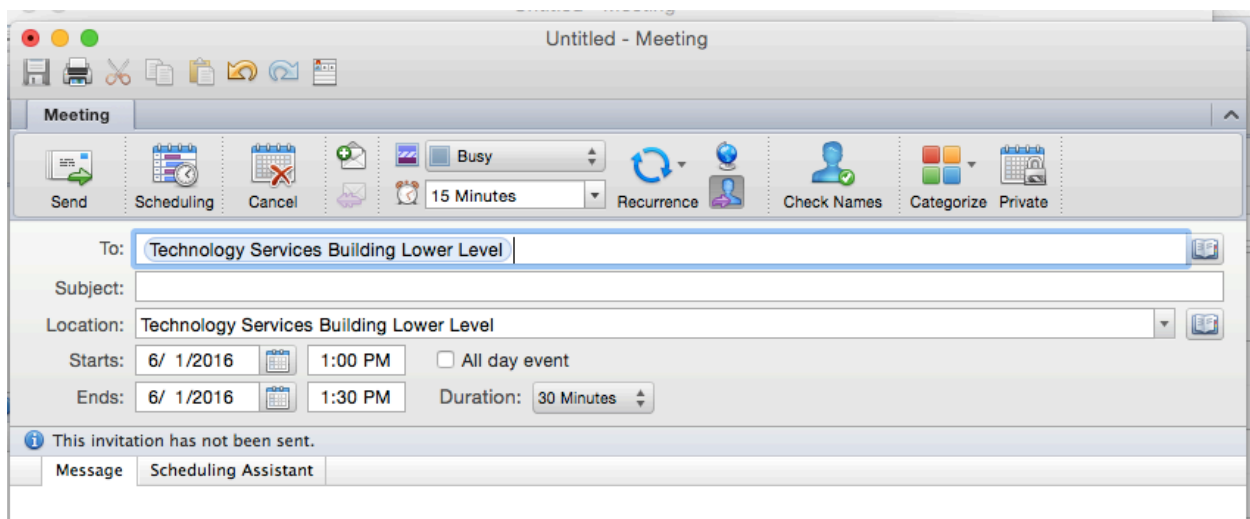 Untitled - Meeting
Meeting
Busy
15 Minutes
Send Scheduling Cancel Recurrence Check Names Categorize Private
To: Technology Services Building Lower Level
Subject:
Location: Technology Services Building Lower Level
Starts: 6/ 1/2016 1:00 PM All day event
Ends: 6/ 1/2016 1:30 PM Duration: 30 Minutes
This invitation has not been sent.
Message Scheduling Assistant